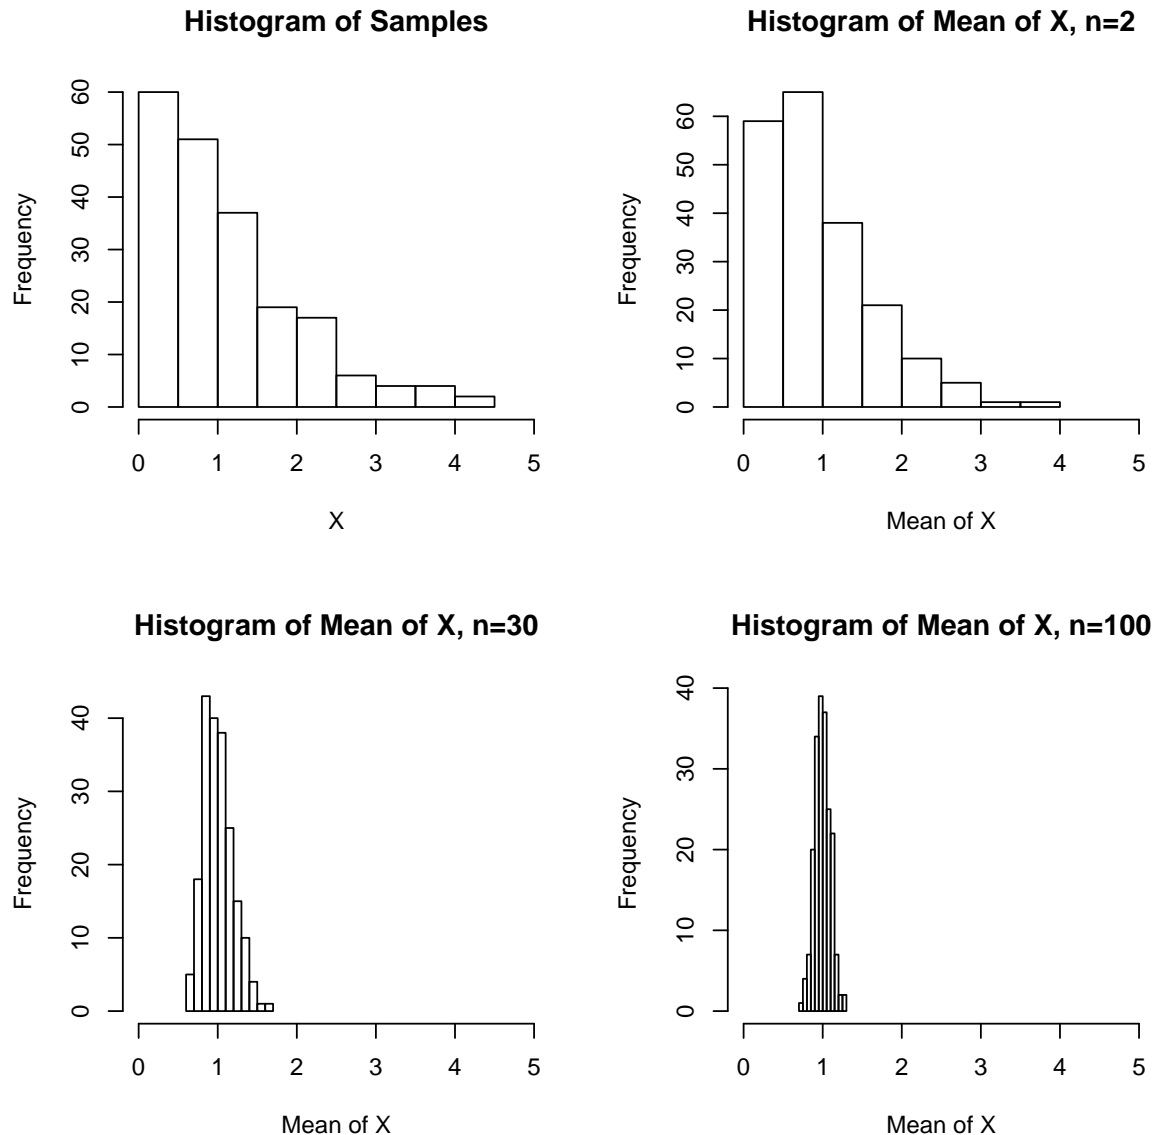 Histogram of Samples
Frequency
0 10 20 30 40 50 60
0 1 2 3 4 5
X
Histogram of Mean of X, n=2
Frequency
0 10 20 30 40 50 60
0 1 2 3 4 5
Mean of X
Histogram of Mean of X, n=30
Frequency
0 10 20 30 40
0 1 2 3 4 5
Mean of X
Histogram of Mean of X, n=100
Frequency
0 10 20 30 40
0 1 2 3 4 5
Mean of X